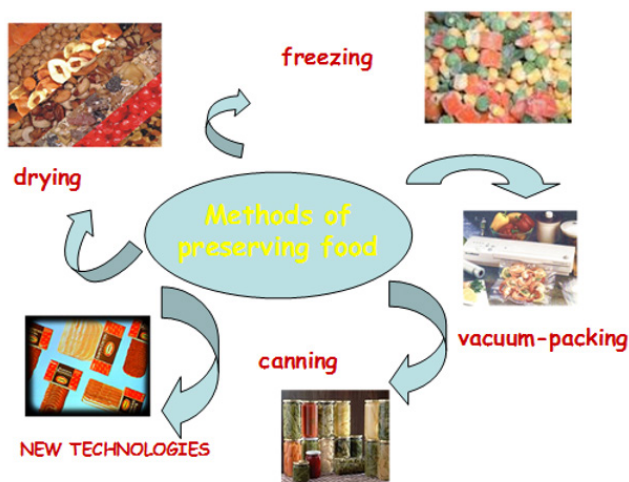 freezing
drying
Methods of
preserving food
vacuum-packing
canning
NEW TECHNOLOGIES